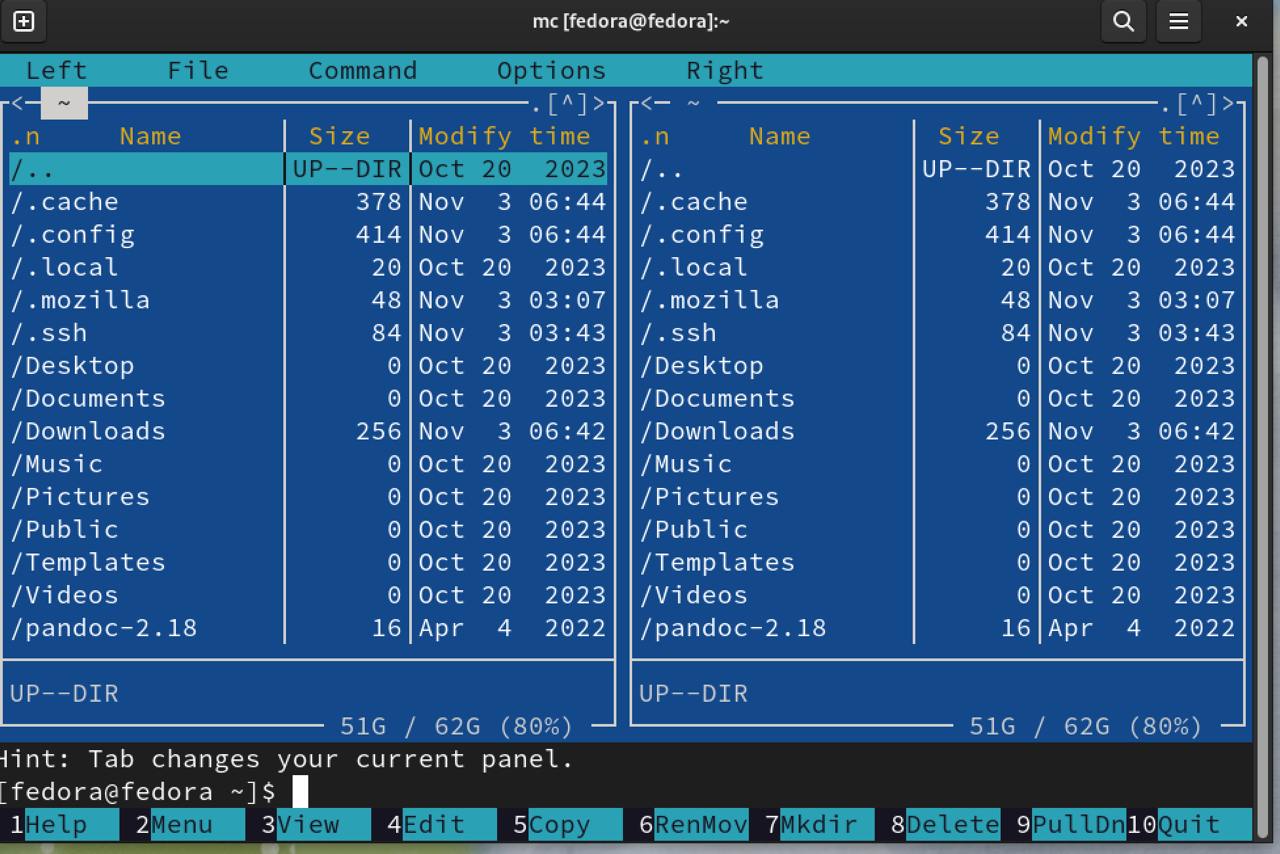 mc [fedora@fedora]:~
Left File Command Options Right
<─ ~ ─.[^]> <─ ~ ─.[^]>
.n Name Size Modify time .n Name Size Modify time
/.. UP--DIR Oct 20 2023 /.. UP--DIR Oct 20 2023
/.cache 378 Nov 3 06:44 /.cache 378 Nov 3 06:44
/.config 414 Nov 3 06:44 /.config 414 Nov 3 06:44
/.local 20 Oct 20 2023 /.local 20 Oct 20 2023
/.mozilla 48 Nov 3 03:07 /.mozilla 48 Nov 3 03:07
/.ssh 84 Nov 3 03:43 /.ssh 84 Nov 3 03:43
/Desktop 0 Oct 20 2023 /Desktop 0 Oct 20 2023
/Documents 0 Oct 20 2023 /Documents 0 Oct 20 2023
/Downloads 256 Nov 3 06:42 /Downloads 256 Nov 3 06:42
/Music 0 Oct 20 2023 /Music 0 Oct 20 2023
/Pictures 0 Oct 20 2023 /Pictures 0 Oct 20 2023
/Public 0 Oct 20 2023 /Public 0 Oct 20 2023
/Templates 0 Oct 20 2023 /Templates 0 Oct 20 2023
/Videos 0 Oct 20 2023 /Videos 0 Oct 20 2023
/pandoc-2.18 16 Apr 4 2022 /pandoc-2.18 16 Apr 4 2022
UP--DIR UP--DIR
51G / 62G (80%) 51G / 62G (80%)
Hint: Tab changes your current panel.
[fedora@fedora ~]$
1Help 2Menu 3View 4Edit 5Copy 6RenMov 7Mkdir 8Delete 9PullDn 10Quit